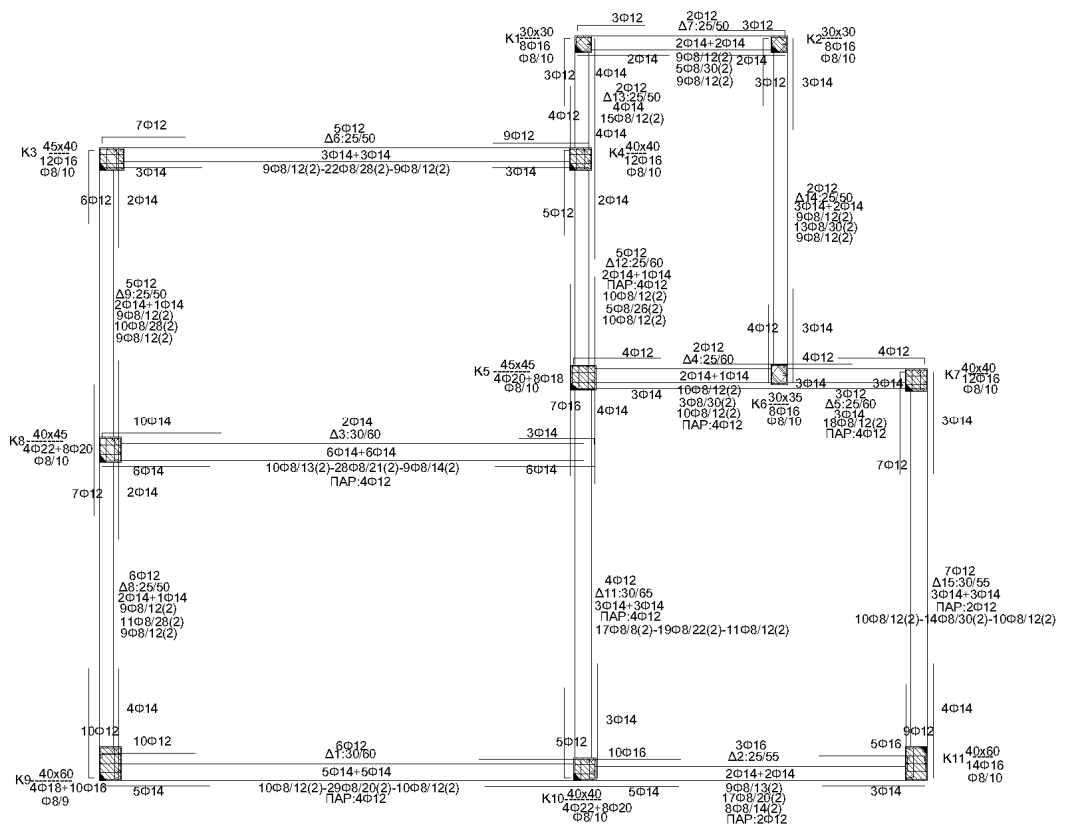 3Φ12
2Φ12
Δ7:25/50
3Φ12
K1
30x30
8Φ16
Φ8/10
2Φ14+2Φ14
2Φ14
9Φ8/12(2)
5Φ8/30(2)
9Φ8/12(2)
2Φ14
K2
30x30
8Φ16
Φ8/10
3Φ12
4Φ14
3Φ12
3Φ14
2Φ12
Δ13:25/50
4Φ14
15Φ8/12(2)
4Φ12
4Φ14
7Φ12
5Φ12
Δ6:25/50
9Φ12
K3
45x40
12Φ16
Φ8/10
3Φ14+3Φ14
3Φ14
9Φ8/12(2)-22Φ8/28(2)-9Φ8/12(2)
3Φ14
K4
40x40
12Φ16
Φ8/10
6Φ12
2Φ14
5Φ12
2Φ14
2Φ12
Δ14:25/50
3Φ14+2Φ14
9Φ8/12(2)
13Φ8/30(2)
9Φ8/12(2)
5Φ12
Δ12:25/60
2Φ14+1Φ14
ΠΑΡ:4Φ12
10Φ8/12(2)
5Φ8/26(2)
10Φ8/12(2)
5Φ12
Δ9:25/50
2Φ14+1Φ14
9Φ8/12(2)
10Φ8/28(2)
9Φ8/12(2)
4Φ12
3Φ14
4Φ12
2Φ12
Δ4:25/60
4Φ12
4Φ12
K5
45x45
4Φ20+8Φ18
Φ8/10
2Φ14+1Φ14
3Φ14
10Φ8/12(2)
3Φ8/30(2)
10Φ8/12(2)
ΠΑΡ:4Φ12
K6
30x35
8Φ16
Φ8/10
3Φ14
3Φ12
Δ5:25/60
3Φ14
18Φ8/12(2)
ΠΑΡ:4Φ12
3Φ14
K7
40x40
12Φ16
Φ8/10
7Φ16
4Φ14
3Φ14
7Φ12
10Φ14
2Φ14
Δ3:30/60
3Φ14
K8
40x45
4Φ22+8Φ20
Φ8/10
6Φ14+6Φ14
6Φ14
10Φ8/13(2)-28Φ8/21(2)-9Φ8/14(2)
ΠΑΡ:4Φ12
6Φ14
7Φ12
2Φ14
6Φ12
Δ8:25/50
2Φ14+1Φ14
9Φ8/12(2)
11Φ8/28(2)
9Φ8/12(2)
4Φ12
Δ11:30/65
3Φ14+3Φ14
ΠΑΡ:4Φ12
17Φ8/8(2)-19Φ8/22(2)-11Φ8/12(2)
7Φ12
Δ15:30/55
3Φ14+3Φ14
ΠΑΡ:2Φ12
10Φ8/12(2)-14Φ8/30(2)-10Φ8/12(2)
4Φ14
10Φ12
3Φ14
5Φ12
4Φ14
9Φ12
10Φ12
6Φ12
Δ1:30/60
10Φ16
3Φ16
Δ2:25/55
5Φ16
K9
40x60
4Φ18+10Φ16
Φ8/9
5Φ14+5Φ14
5Φ14
10Φ8/12(2)-29Φ8/20(2)-10Φ8/12(2)
ΠΑΡ:4Φ12
K10
40x40
4Φ22+8Φ20
Φ8/10
5Φ14
2Φ14+2Φ14
9Φ8/13(2)
17Φ8/20(2)
8Φ8/14(2)
ΠΑΡ:2Φ12
3Φ14
K11
40x60
14Φ16
Φ8/10